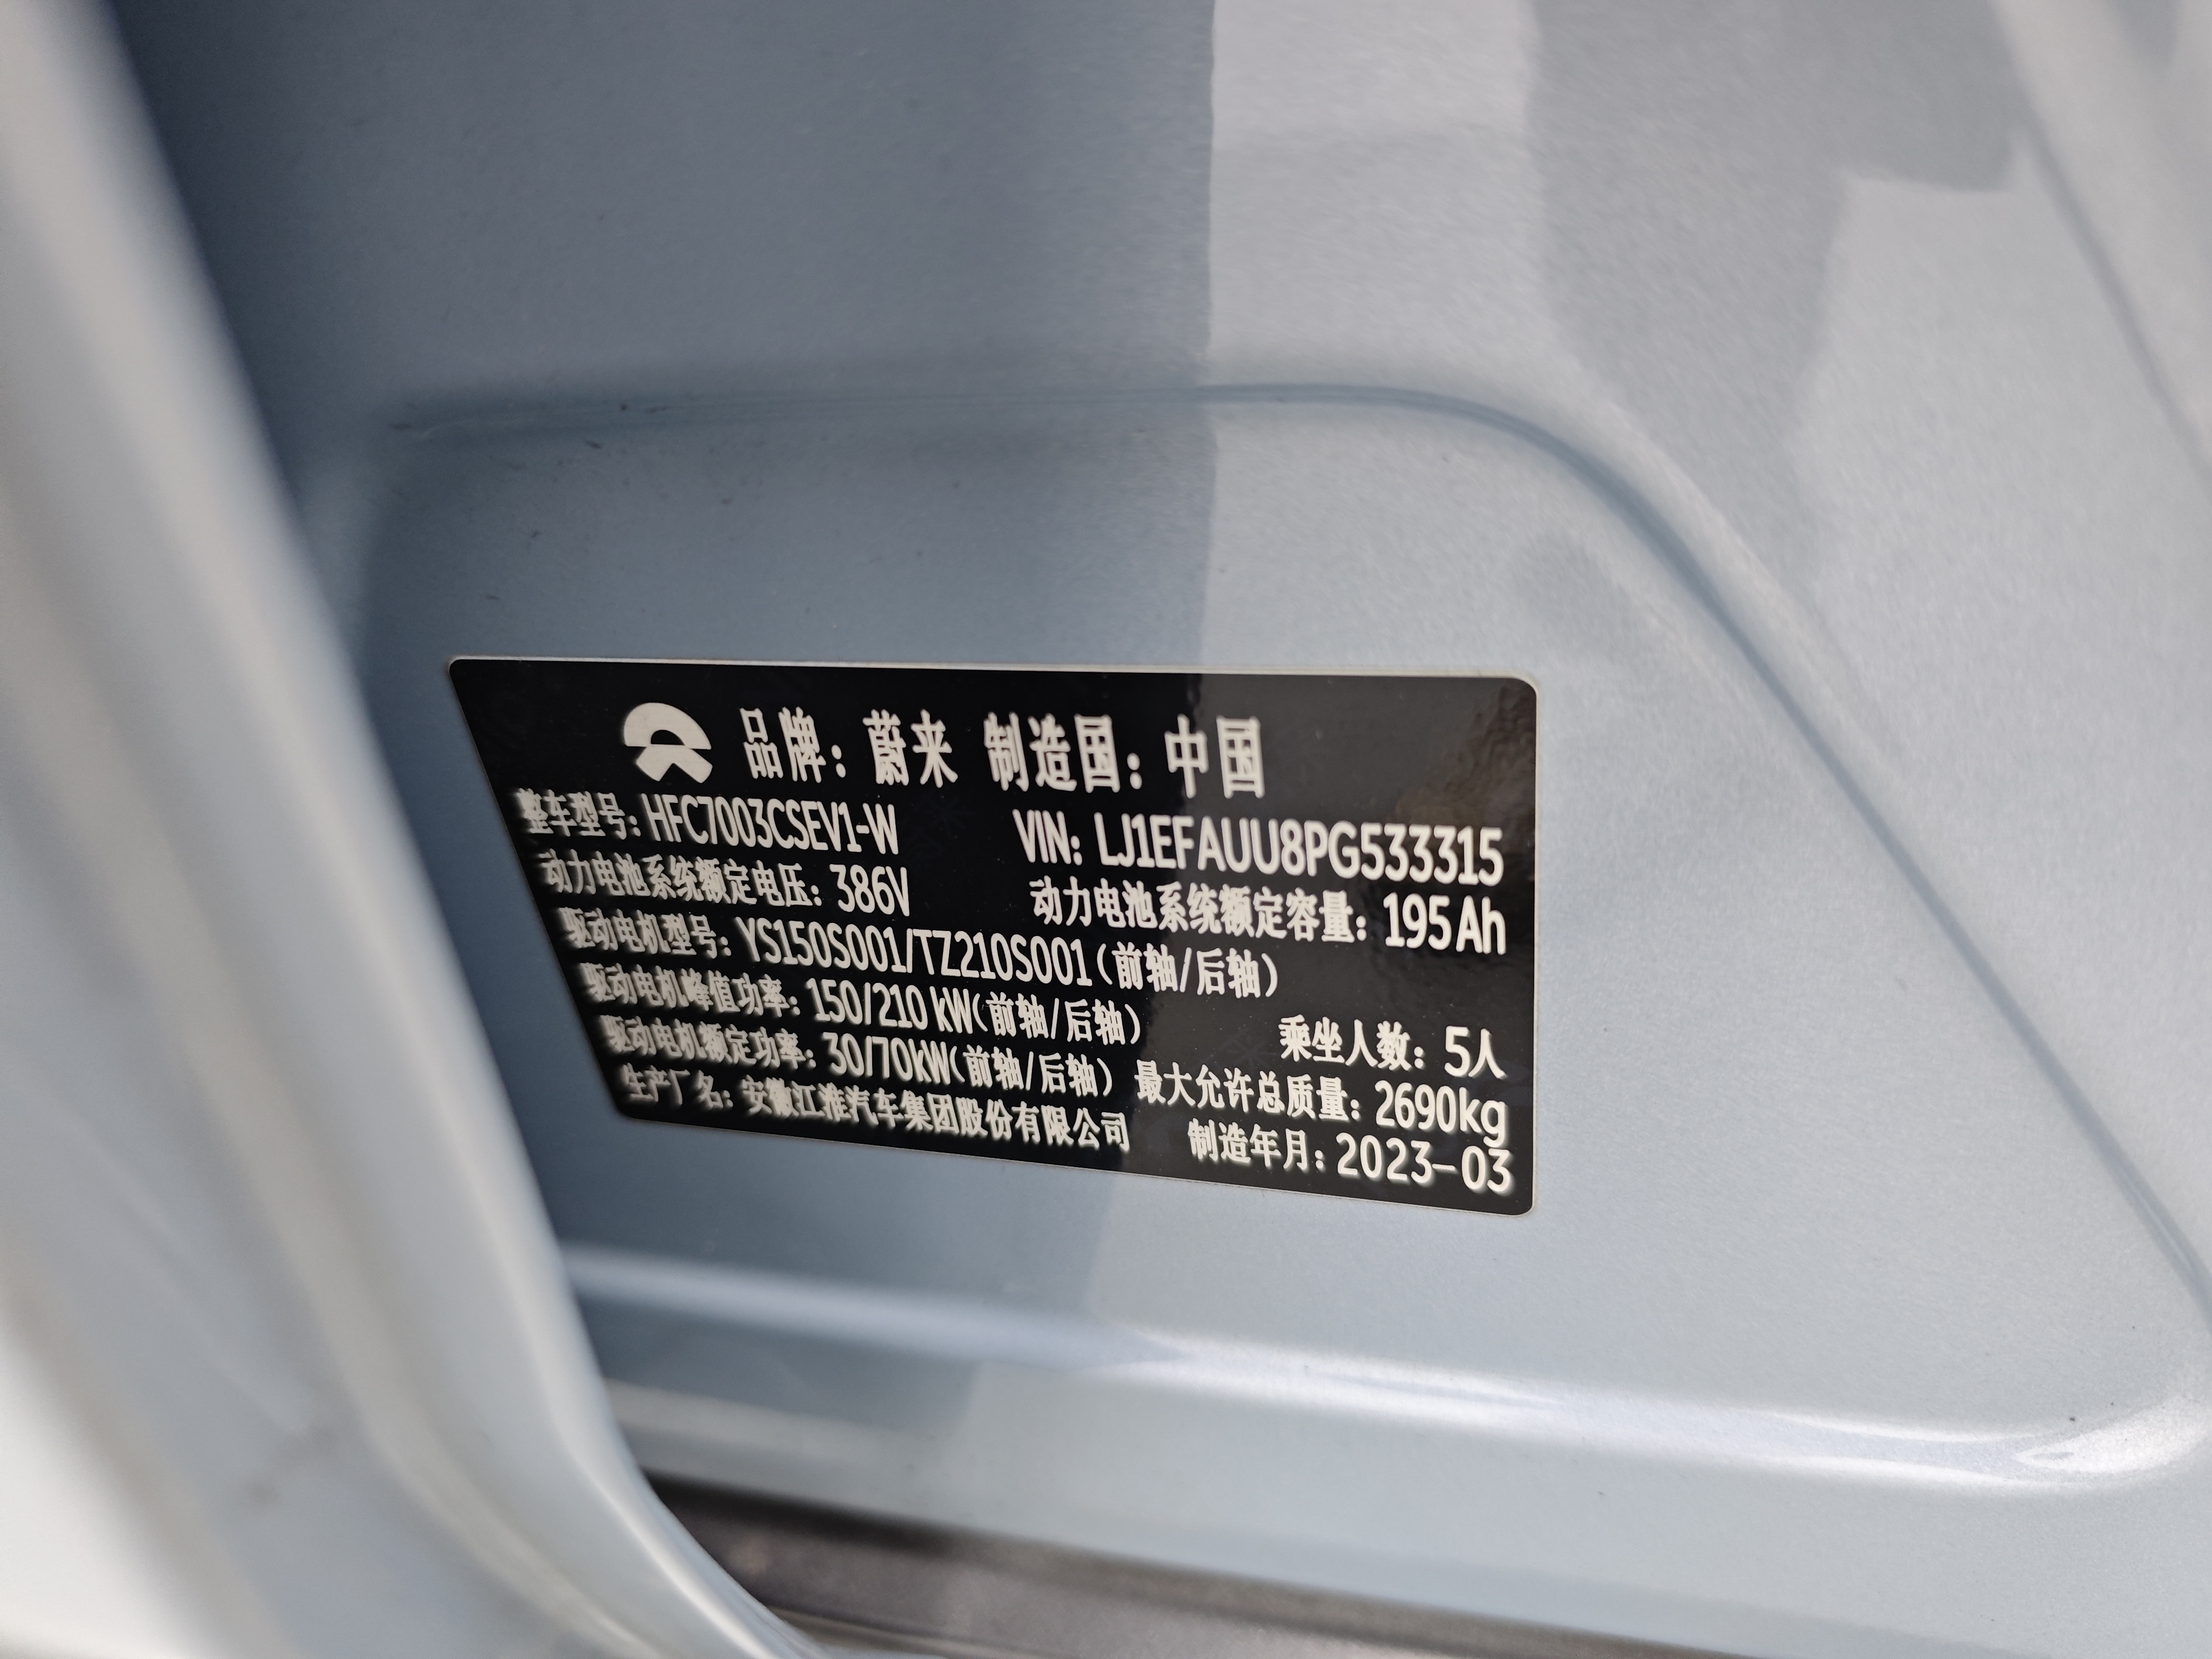 品牌：蔚来 制造国：中国
整车型号：HFC7003CSEV1-W VIN：LJ1EFAUU8PG533315
动力电池系统额定电压：386V 动力电池系统额定容量：195Ah
驱动电机型号：YS150S001/TZ210S001(前轴/后轴)
驱动电机峰值功率：150/210 kW(前轴/后轴) 乘坐人数：5人
驱动电机额定功率：30/70kW(前轴/后轴) 最大允许总质量：2690kg
生产厂名：安徽江淮汽车集团股份有限公司 制造年月：2023-03